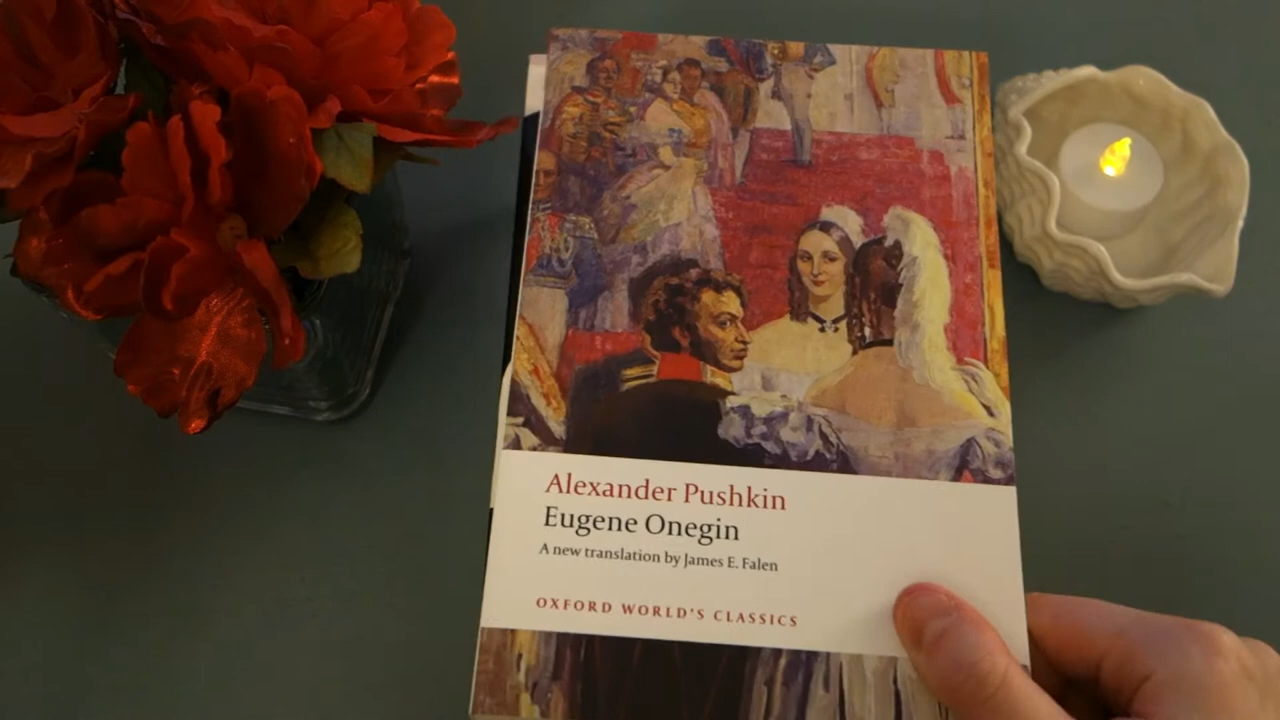 Alexander Pushkin
Eugene Onegin
A new translation by James E. Falen
OXFORD WORLD'S CLASSICS